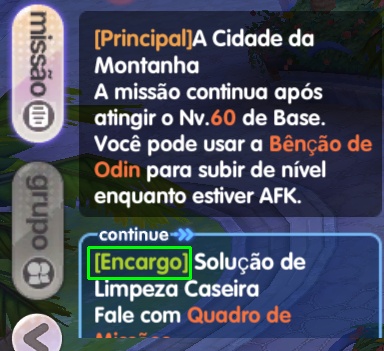 missão
grupo
[Principal]A Cidade da
Montanha
A missão continua após
atingir o Nv.60 de Base.
Você pode usar a Bênção de
Odin para subir de nível
enquanto estiver AFK.
continue
[Encargo] Solução de
Limpeza Caseira
Fale com Quadro de
Missões